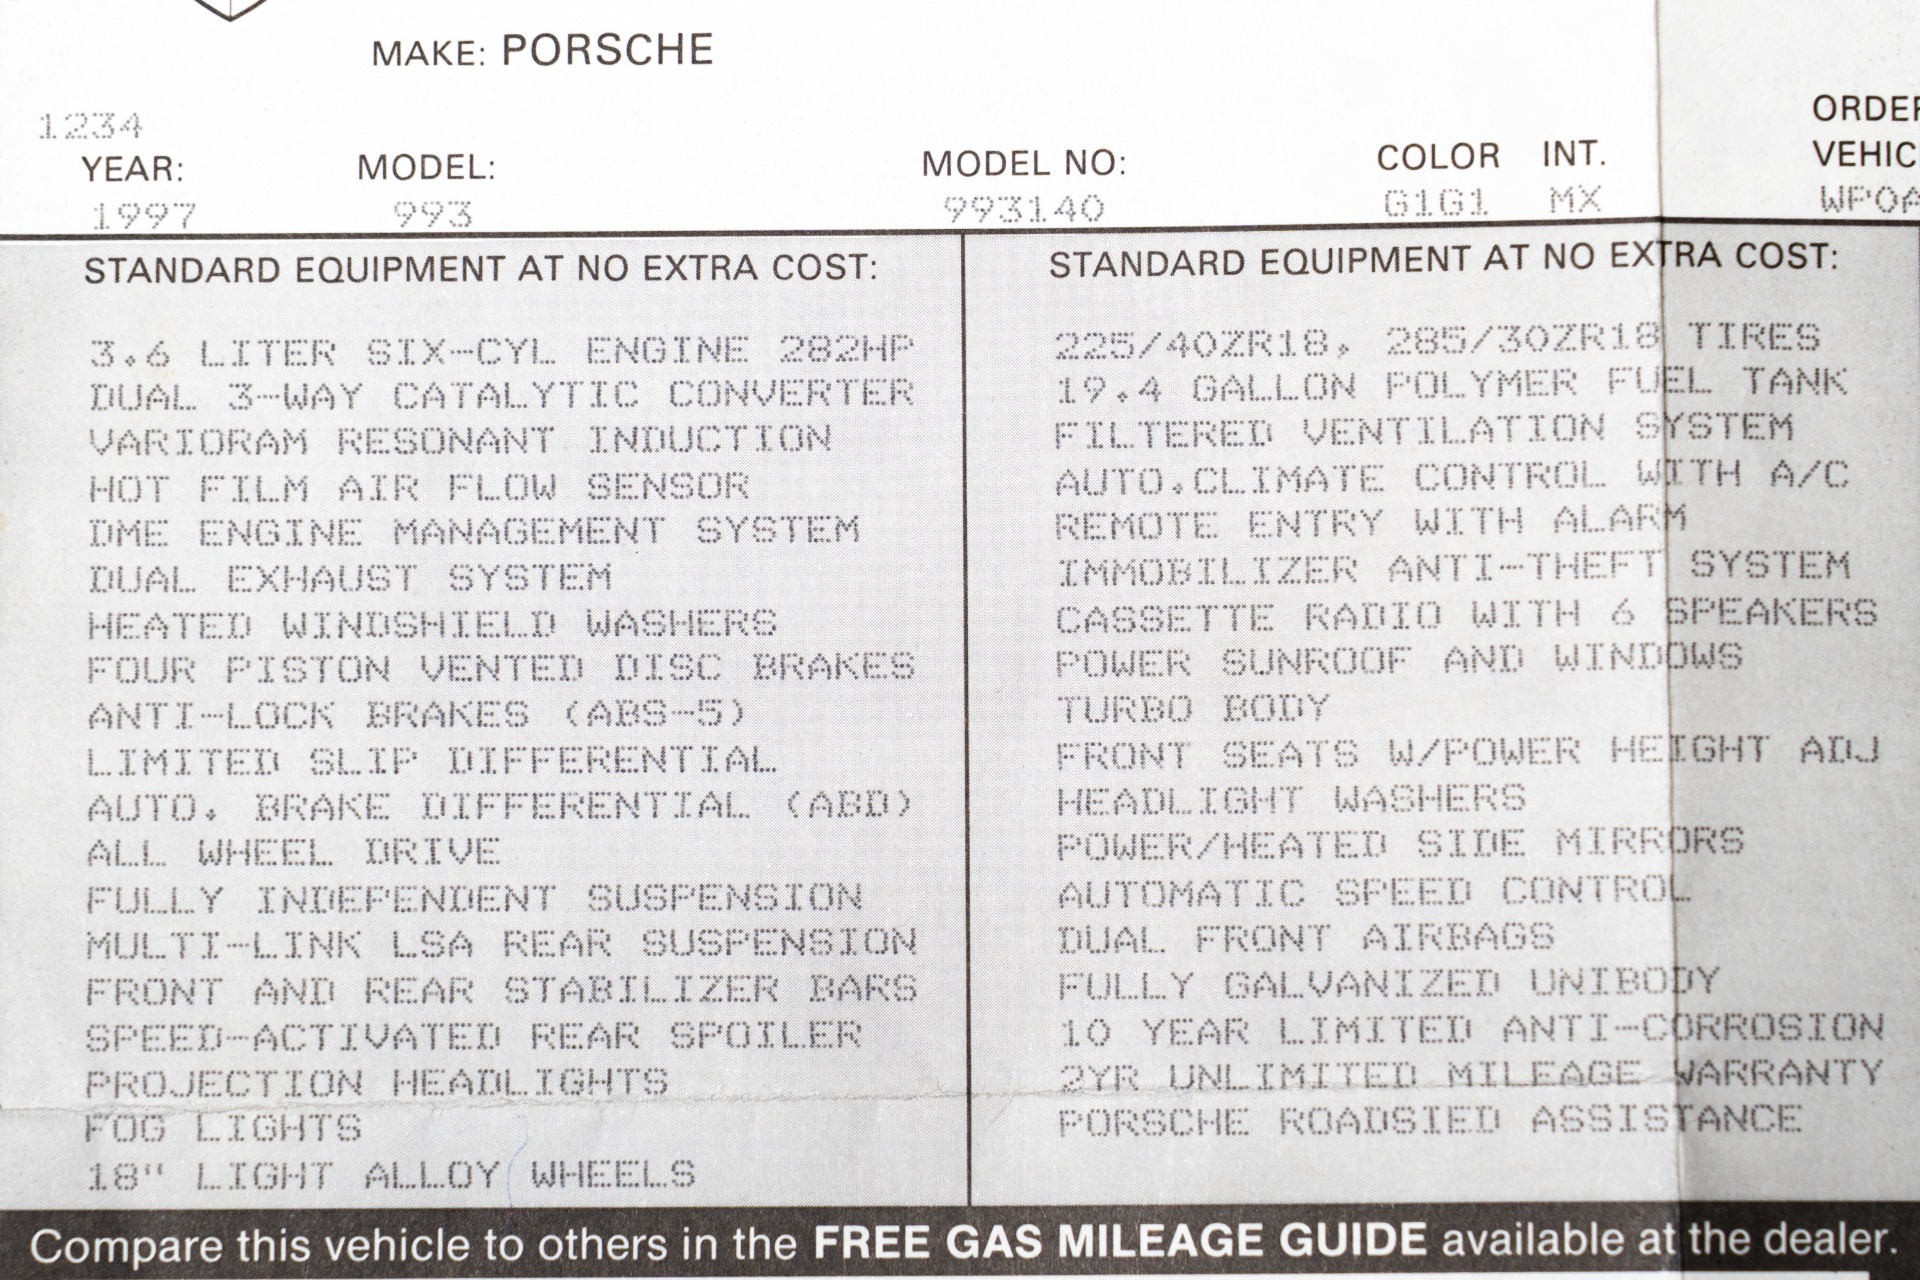 MAKE: PORSCHE
1234
YEAR: MODEL: MODEL NO: COLOR INT.
1997 993 993140 G1G1 MX
ORDER
VEHIC
WP0A
STANDARD EQUIPMENT AT NO EXTRA COST:
3.6 LITER SIX-CYL ENGINE 282HP
DUAL 3-WAY CATALYTIC CONVERTER
VARIORAM RESONANT INDUCTION
HOT FILM AIR FLOW SENSOR
DME ENGINE MANAGEMENT SYSTEM
DUAL EXHAUST SYSTEM
HEATED WINDSHIELD WASHERS
FOUR PISTON VENTED DISC BRAKES
ANTI-LOCK BRAKES (ABS-5)
LIMITED SLIP DIFFERENTIAL
AUTO. BRAKE DIFFERENTIAL (ABD)
ALL WHEEL DRIVE
FULLY INDEPENDENT SUSPENSION
MULTI-LINK LSA REAR SUSPENSION
FRONT AND REAR STABILIZER BARS
SPEED-ACTIVATED REAR SPOILER
PROJECTION HEADLIGHTS
FOG LIGHTS
18" LIGHT ALLOY WHEELS
STANDARD EQUIPMENT AT NO EXTRA COST:
225/40ZR18, 285/30ZR18 TIRES
19.4 GALLON POLYMER FUEL TANK
FILTERED VENTILATION SYSTEM
AUTO.CLIMATE CONTROL WITH A/C
REMOTE ENTRY WITH ALARM
IMMOBILIZER ANTI-THEFT SYSTEM
CASSETTE RADIO WITH 6 SPEAKERS
POWER SUNROOF AND WINDOWS
TURBO BODY
FRONT SEATS W/POWER HEIGHT ADJ
HEADLIGHT WASHERS
POWER/HEATED SIDE MIRRORS
AUTOMATIC SPEED CONTROL
DUAL FRONT AIRBAGS
FULLY GALVANIZED UNIBODY
10 YEAR LIMITED ANTI-CORROSION
2YR UNLIMITED MILEAGE WARRANTY
PORSCHE ROADSIED ASSISTANCE
Compare this vehicle to others in the FREE GAS MILEAGE GUIDE available at the dealer.